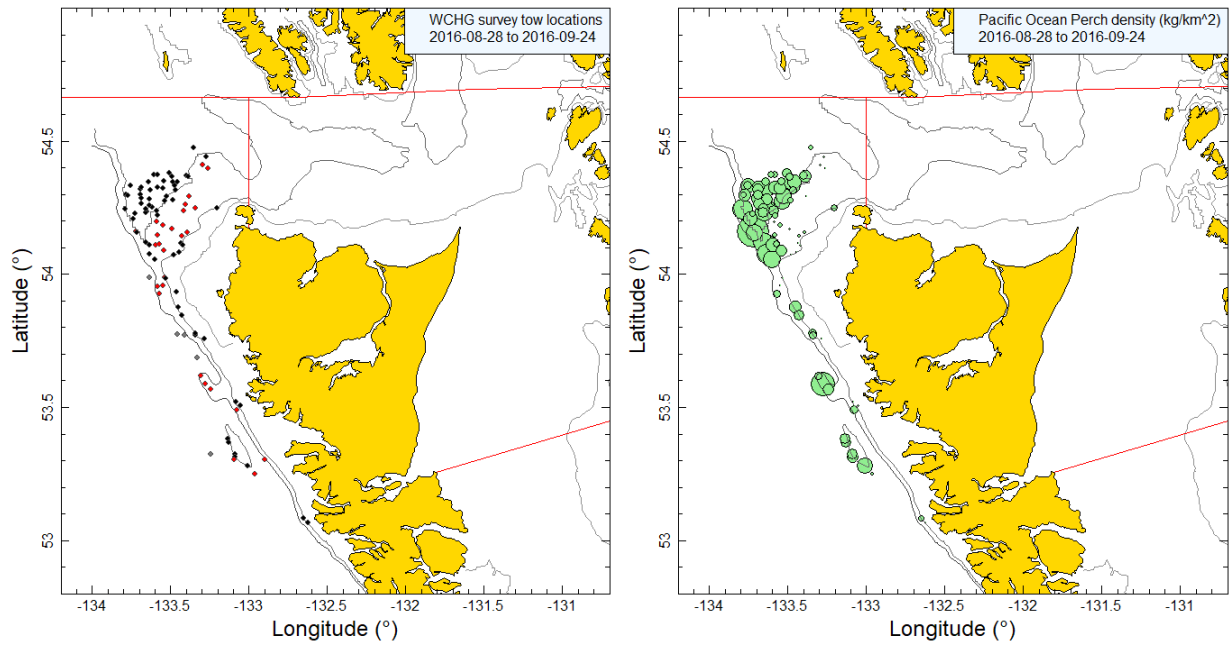 WCHG survey tow locations
2016-08-28 to 2016-09-24
54.5
54
53.5
53
Latitude (°)
-134
-133.5
-133
-132.5
-132
-131.5
-131
Longitude (°)
Pacific Ocean Perch density (kg/km^2)
2016-08-28 to 2016-09-24
54.5
54
53.5
53
Latitude (°)
-134
-133.5
-133
-132.5
-132
-131.5
-131
Longitude (°)